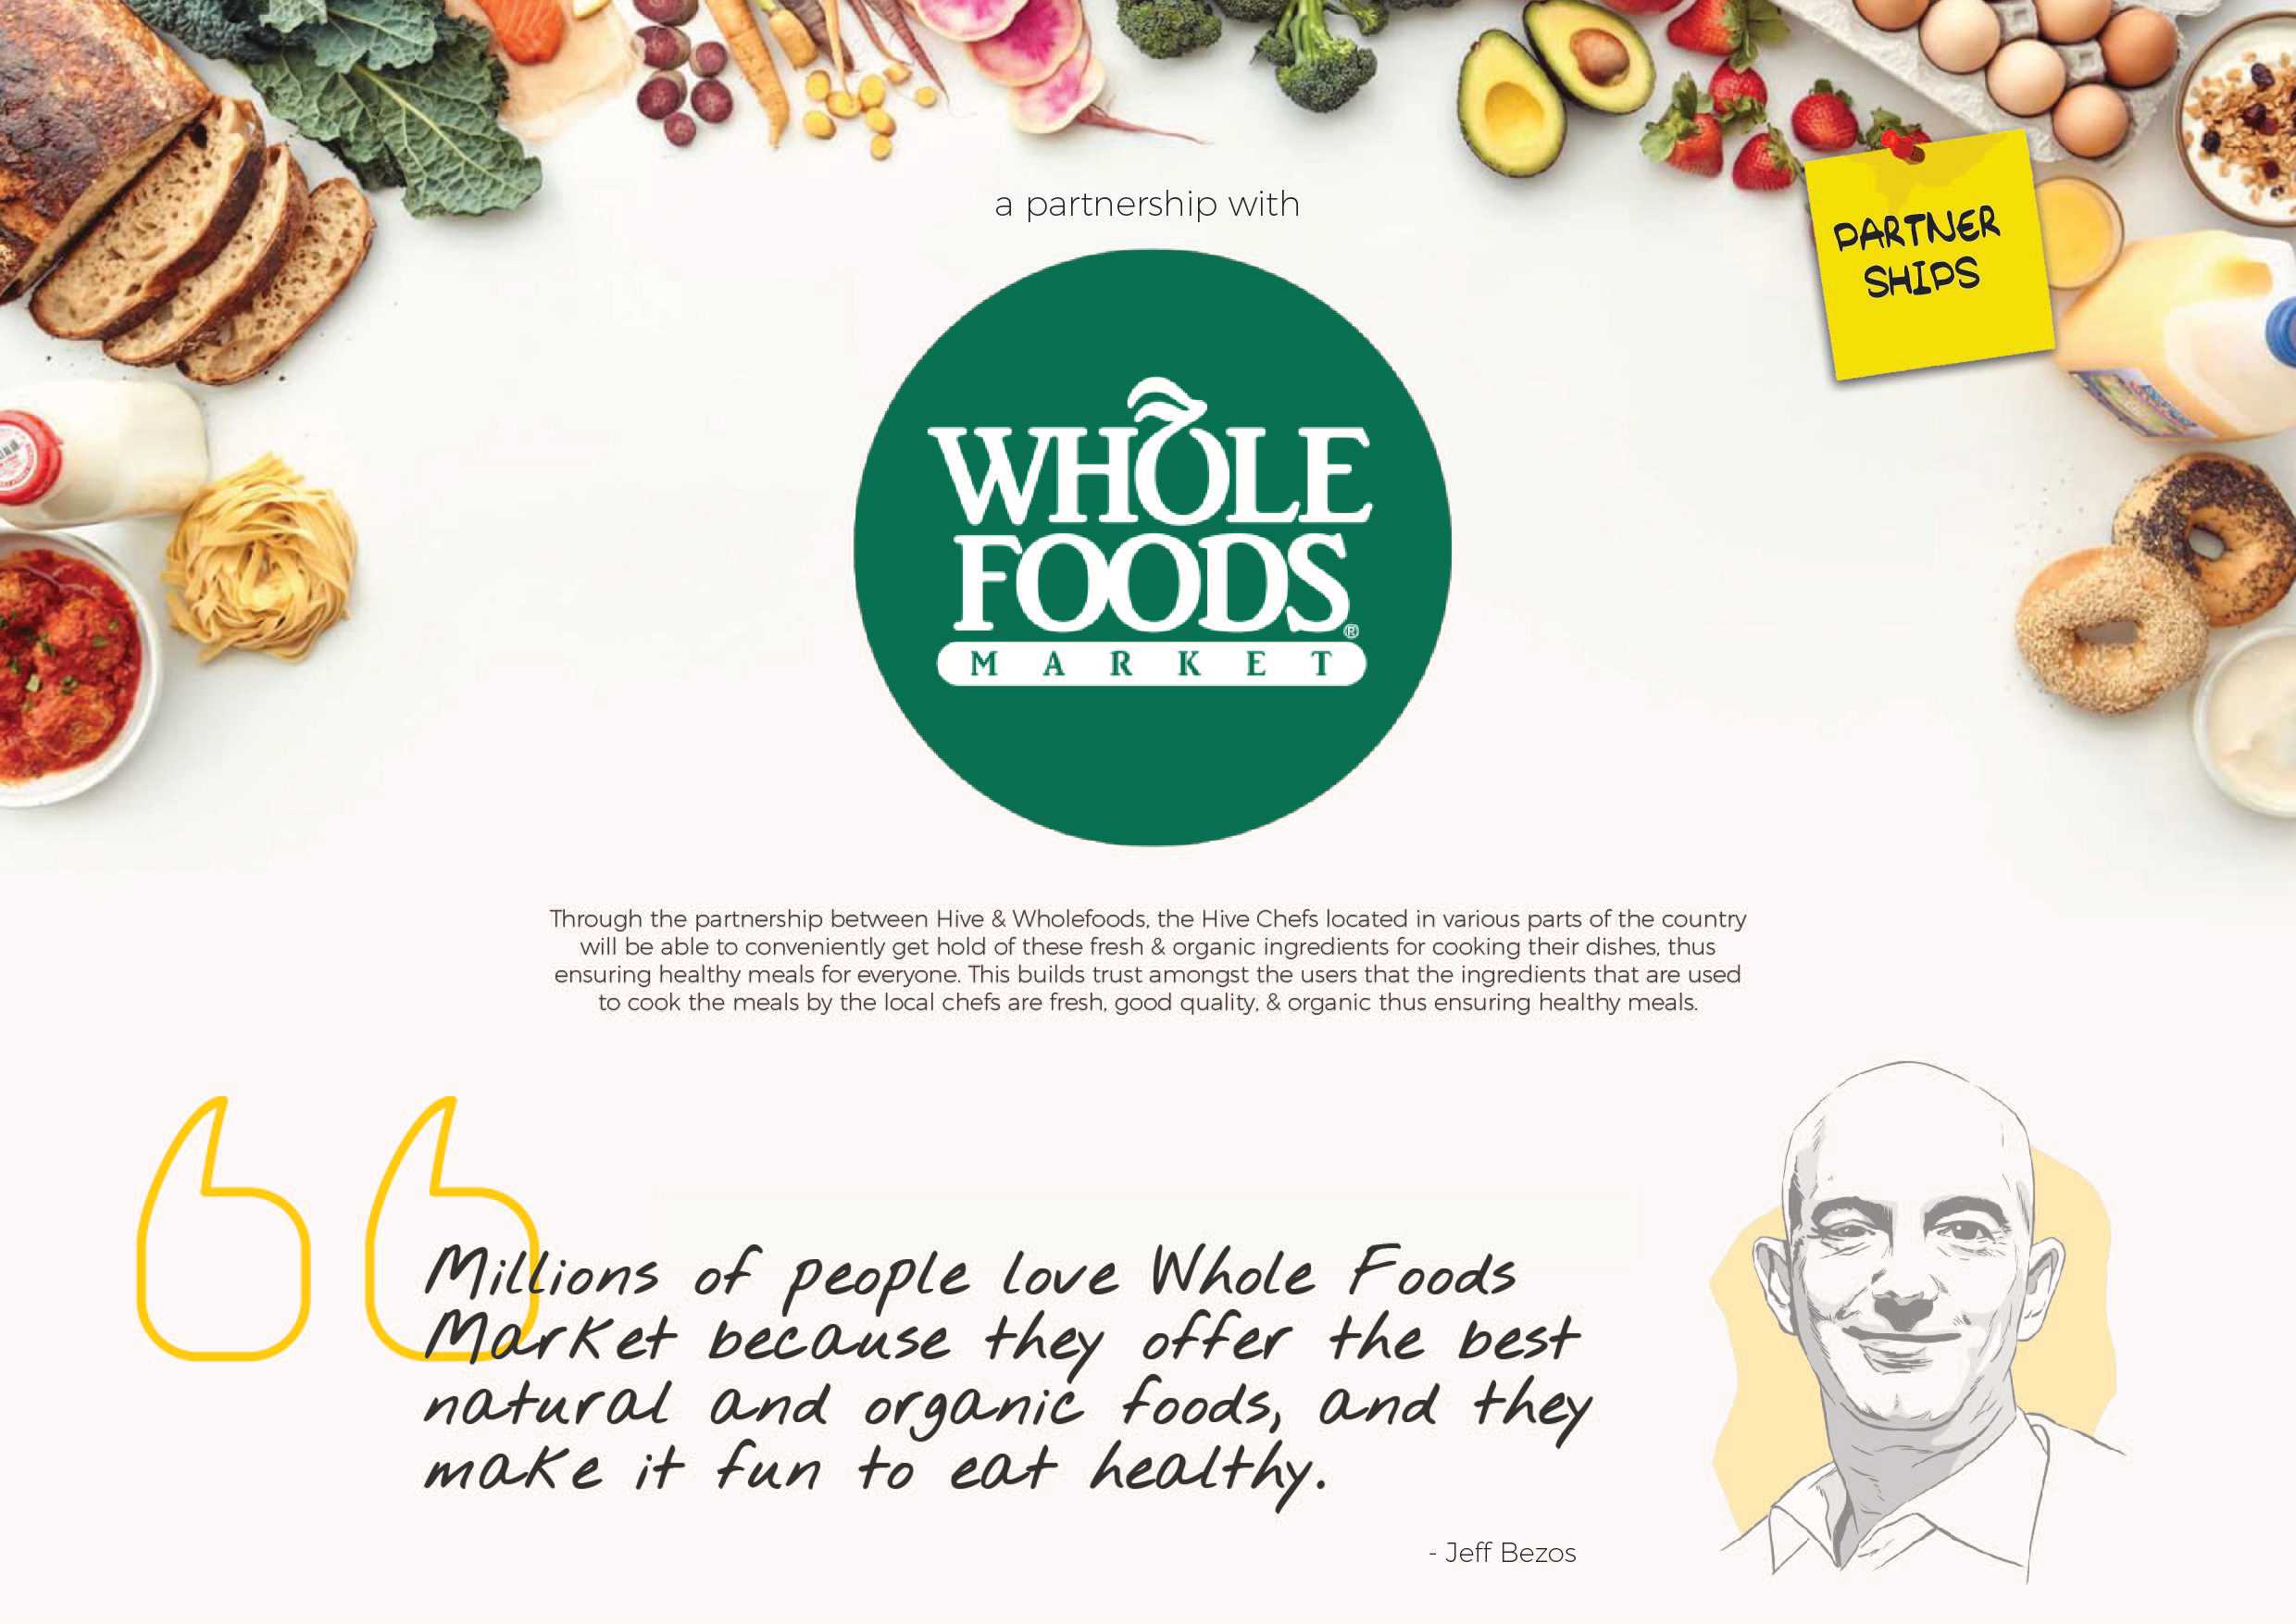 a partnership with
PARTNER
SHIPS
WHOLE
FOODS®
MARKET
Through the partnership between Hive & Wholefoods, the Hive Chefs located in various parts of the country
will be able to conveniently get hold of these fresh & organic ingredients for cooking their dishes, thus
ensuring healthy meals for everyone. This builds trust amongst the users that the ingredients that are used
to cook the meals by the local chefs are fresh, good quality, & organic thus ensuring healthy meals.
Millions of people love Whole Foods
Market because they offer the best
natural and organic foods, and they
make it fun to eat healthy.
- Jeff Bezos